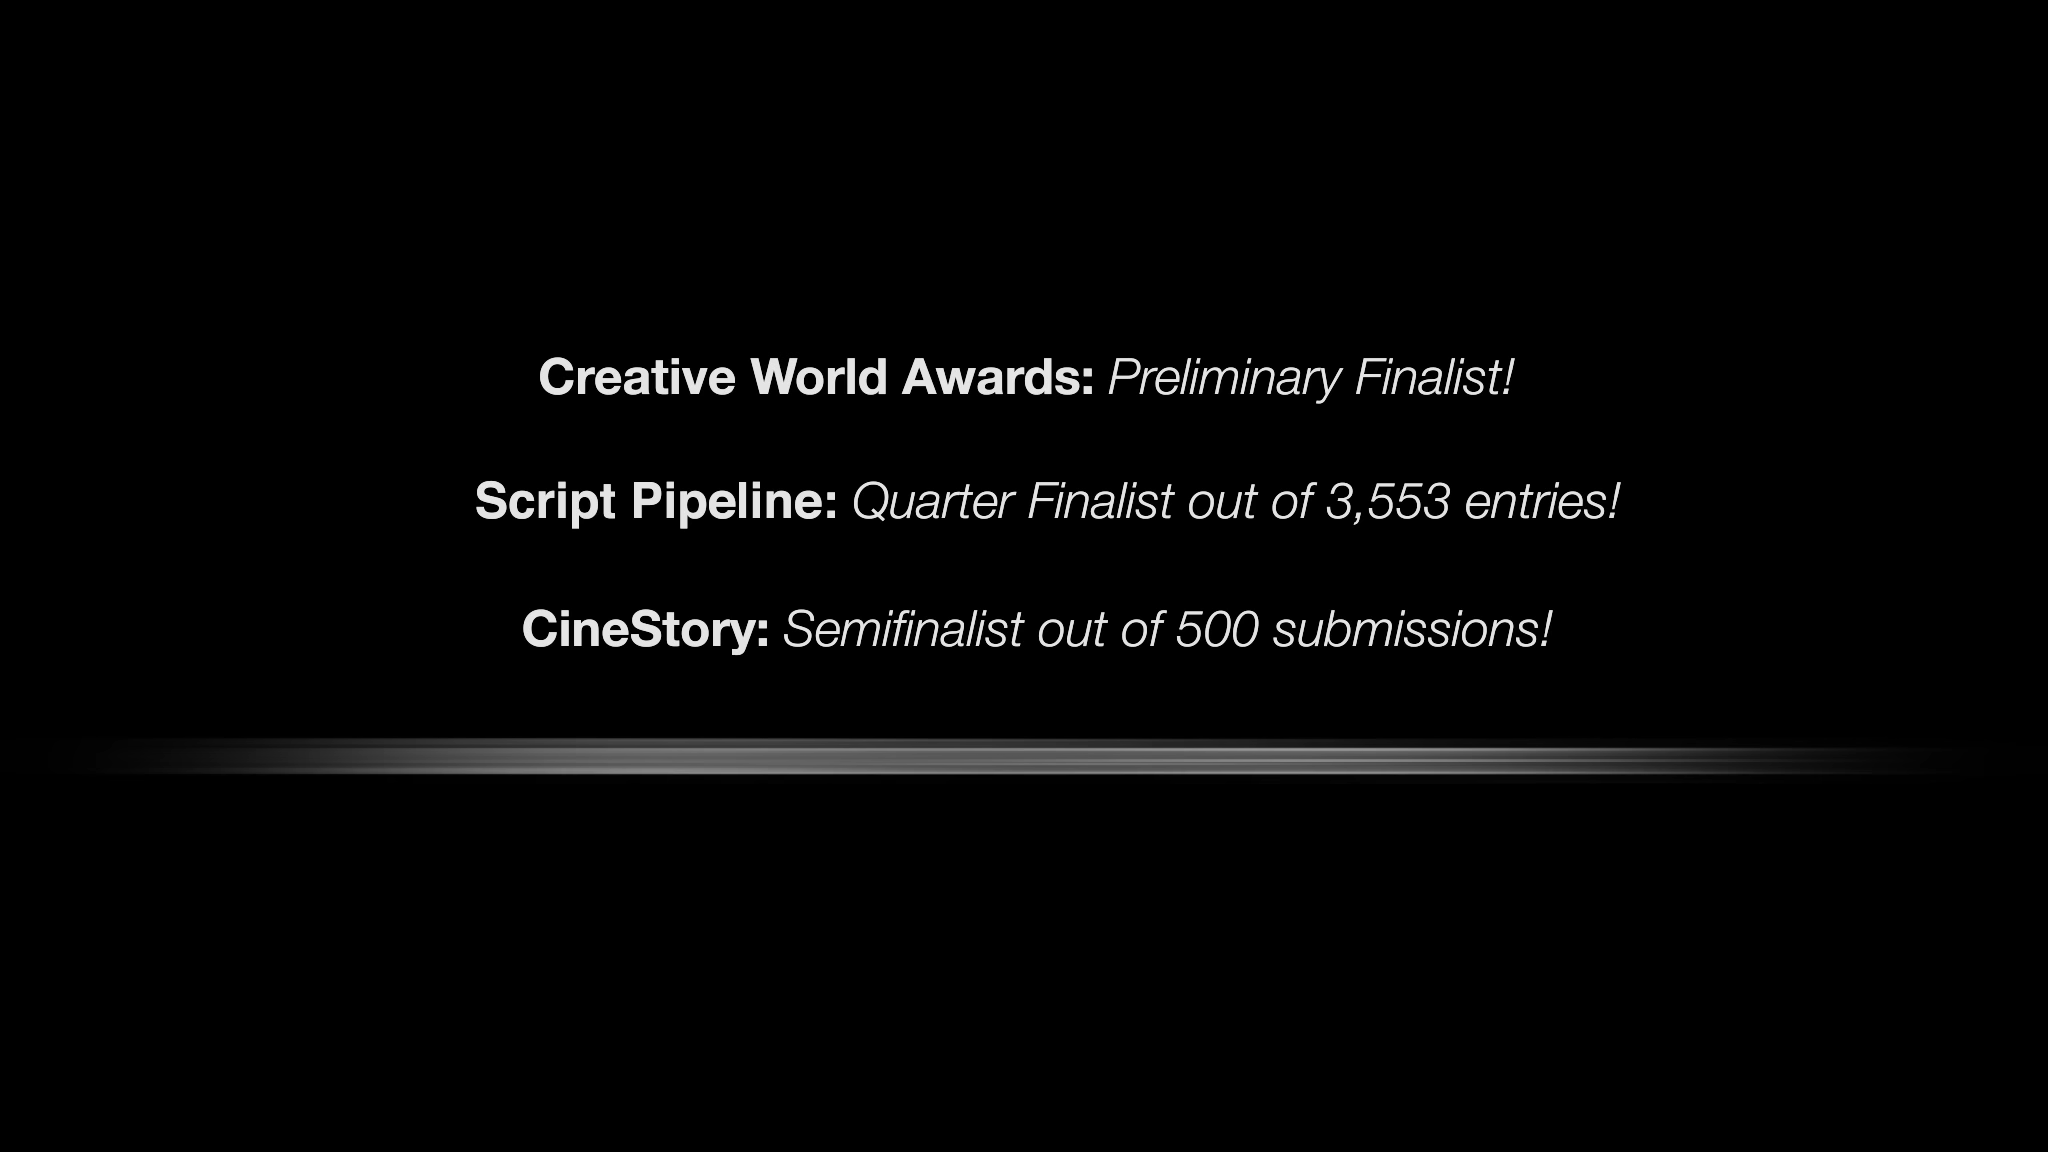 Creative World Awards: Preliminary Finalist!
Script Pipeline: Quarter Finalist out of 3,553 entries!
CineStory: Semifinalist out of 500 submissions!